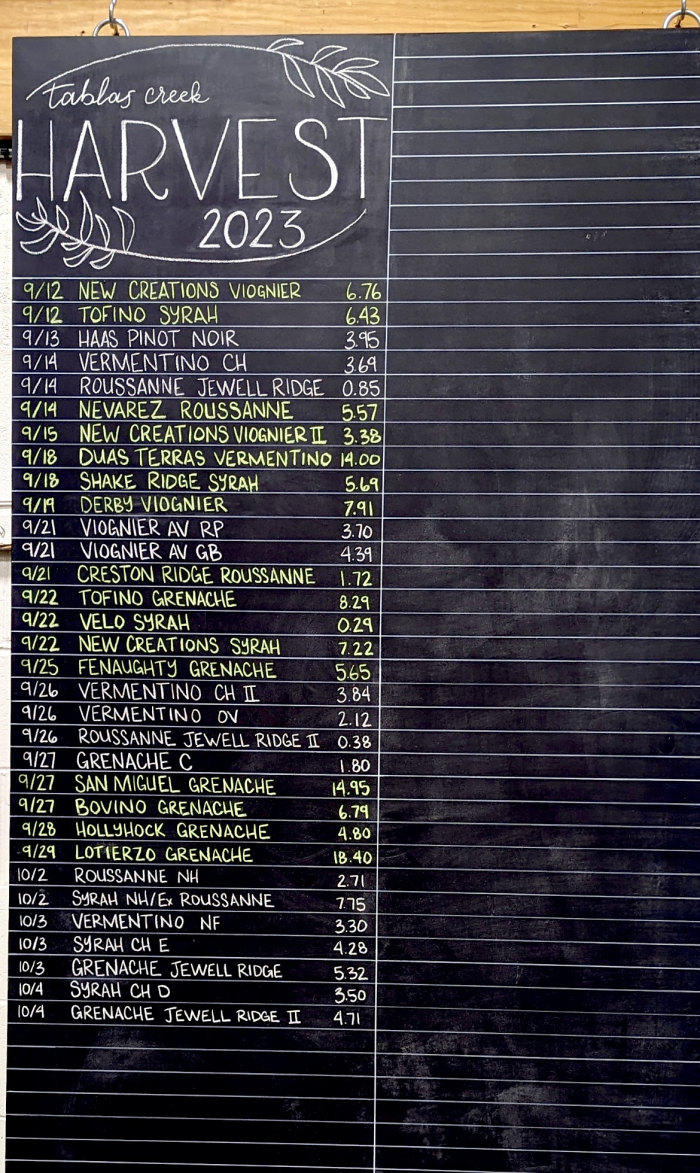 tablas creek
HARVEST
2023
9/12 NEW CREATIONS VIOGNIER 6.76
9/12 TOFINO SYRAH 6.43
9/13 HAAS PINOT NOIR 3.95
9/14 VERMENTINO CH 3.69
9/14 ROUSSANNE JEWELL RIDGE 0.85
9/14 NEVAREZ ROUSSANNE 5.57
9/15 NEW CREATIONS VIOGNIER II 3.38
9/18 DUAS TERRAS VERMENTINO 14.00
9/18 SHAKE RIDGE SYRAH 5.69
9/19 DERBY VIOGNIER 7.91
9/21 VIOGNIER AV RP 3.70
9/21 VIOGNIER AV GB 4.39
9/21 CRESTON RIDGE ROUSSANNE 1.72
9/22 TOFINO GRENACHE 8.29
9/22 VELO SYRAH 0.29
9/22 NEW CREATIONS SYRAH 7.22
9/25 FENAUGHTY GRENACHE 5.65
9/26 VERMENTINO CH II 3.84
9/26 VERMENTINO OV 2.12
9/26 ROUSSANNE JEWELL RIDGE II 0.38
9/27 GRENACHE C 1.80
9/27 SAN MIGUEL GRENACHE 14.95
9/27 BOVINO GRENACHE 6.79
9/28 HOLLYHOCK GRENACHE 4.80
9/29 LOTIERZO GRENACHE 18.40
10/2 ROUSSANNE NH 2.71
10/2 SYRAH NH/Ex ROUSSANNE 7.75
10/3 VERMENTINO NF 3.30
10/3 SYRAH CH E 4.28
10/3 GRENACHE JEWELL RIDGE 5.32
10/4 SYRAH CH D 3.50
10/4 GRENACHE JEWELL RIDGE II 4.71